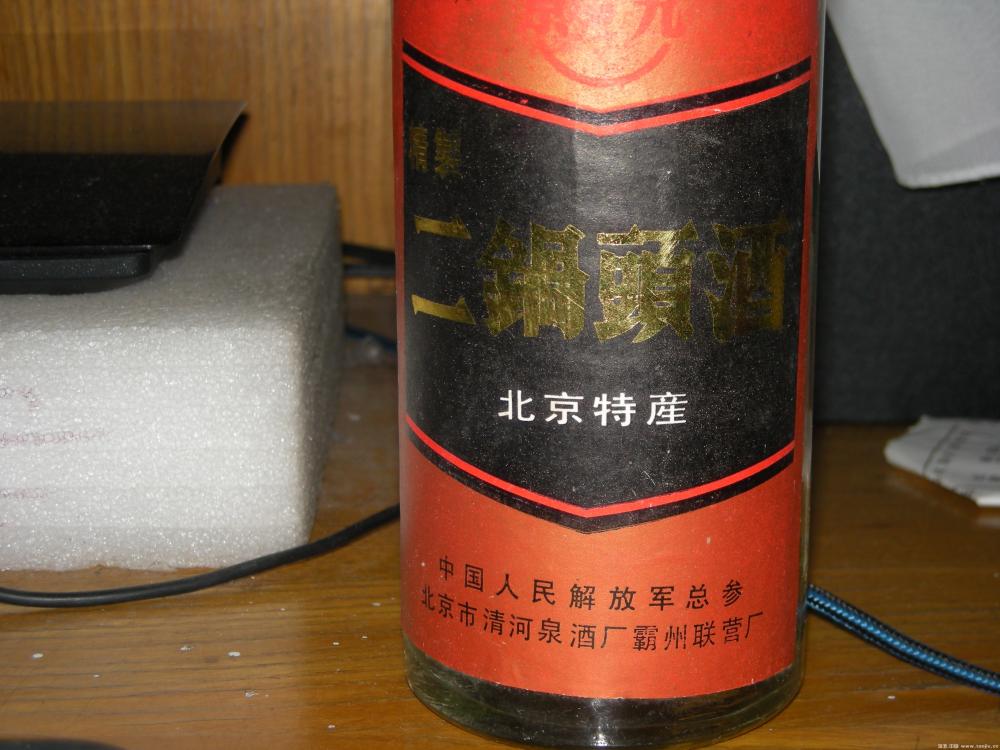 精製
二鍋頭酒
北京特産
中国人民解放军总参
北京市清河泉酒厂霸州联营厂